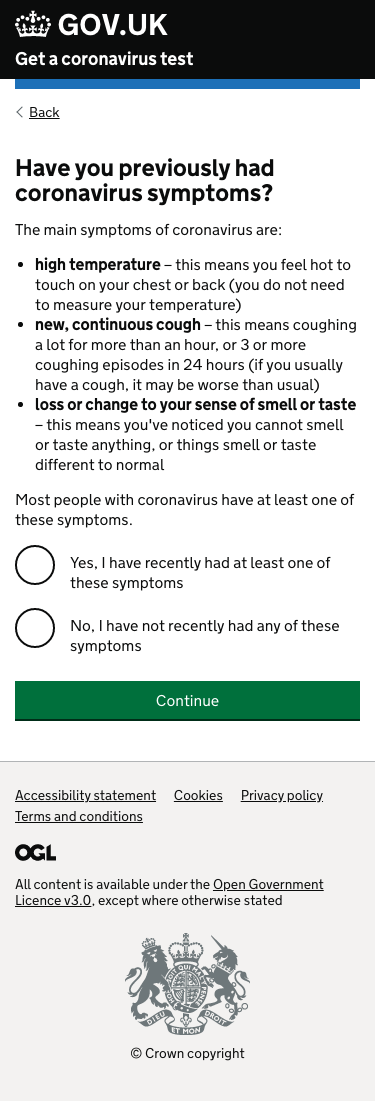 GOV.UK
Get a coronavirus test
Back
Have you previously had
coronavirus symptoms?
The main symptoms of coronavirus are:
• high temperature – this means you feel hot to
touch on your chest or back (you do not need
to measure your temperature)
• new, continuous cough – this means coughing
a lot for more than an hour, or 3 or more
coughing episodes in 24 hours (if you usually
have a cough, it may be worse than usual)
• loss or change to your sense of smell or taste
– this means you've noticed you cannot smell
or taste anything, or things smell or taste
different to normal
Most people with coronavirus have at least one of
these symptoms.
Yes, I have recently had at least one of
these symptoms
No, I have not recently had any of these
symptoms
Continue
Accessibility statement Cookies Privacy policy
Terms and conditions
OGL
All content is available under the Open Government
Licence v3.0, except where otherwise stated
DIEU ET MON DROIT
© Crown copyright